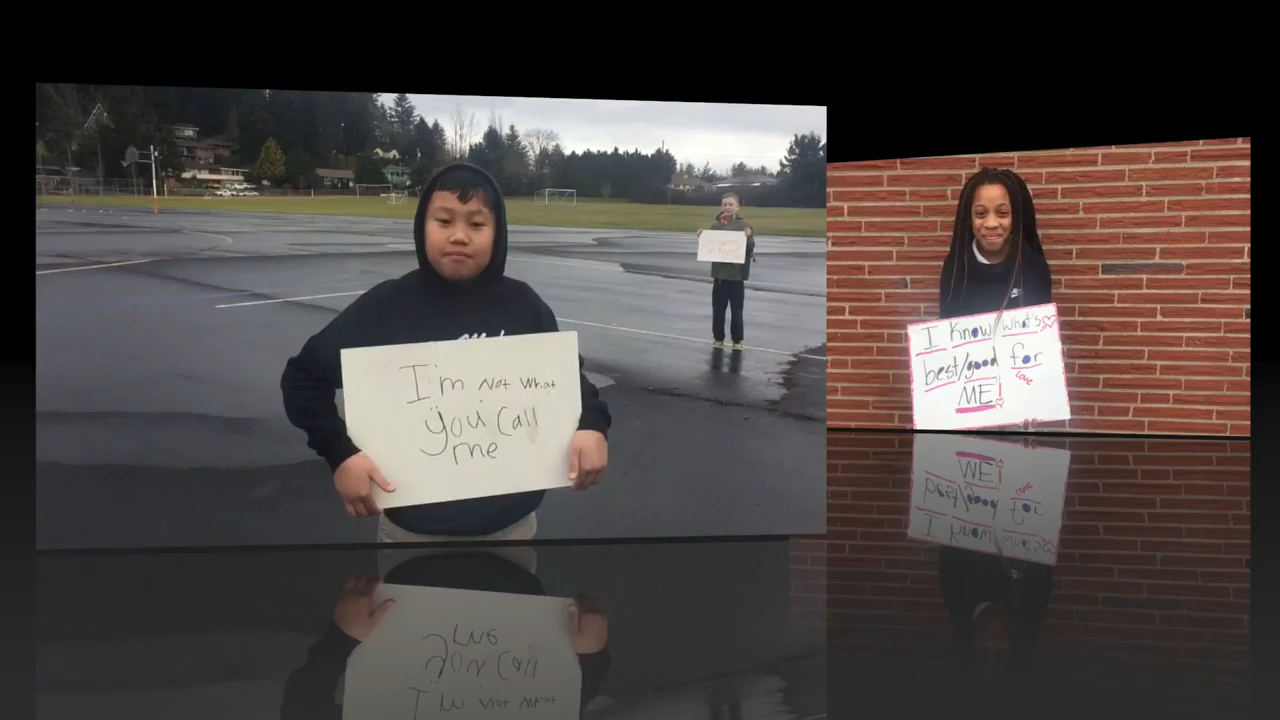 I'm Not what
you call
me
I know what's
best/good for
love
ME!